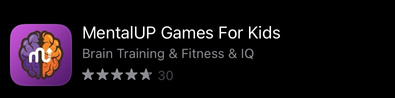 MentalUP Games For Kids
Brain Training & Fitness & IQ
30